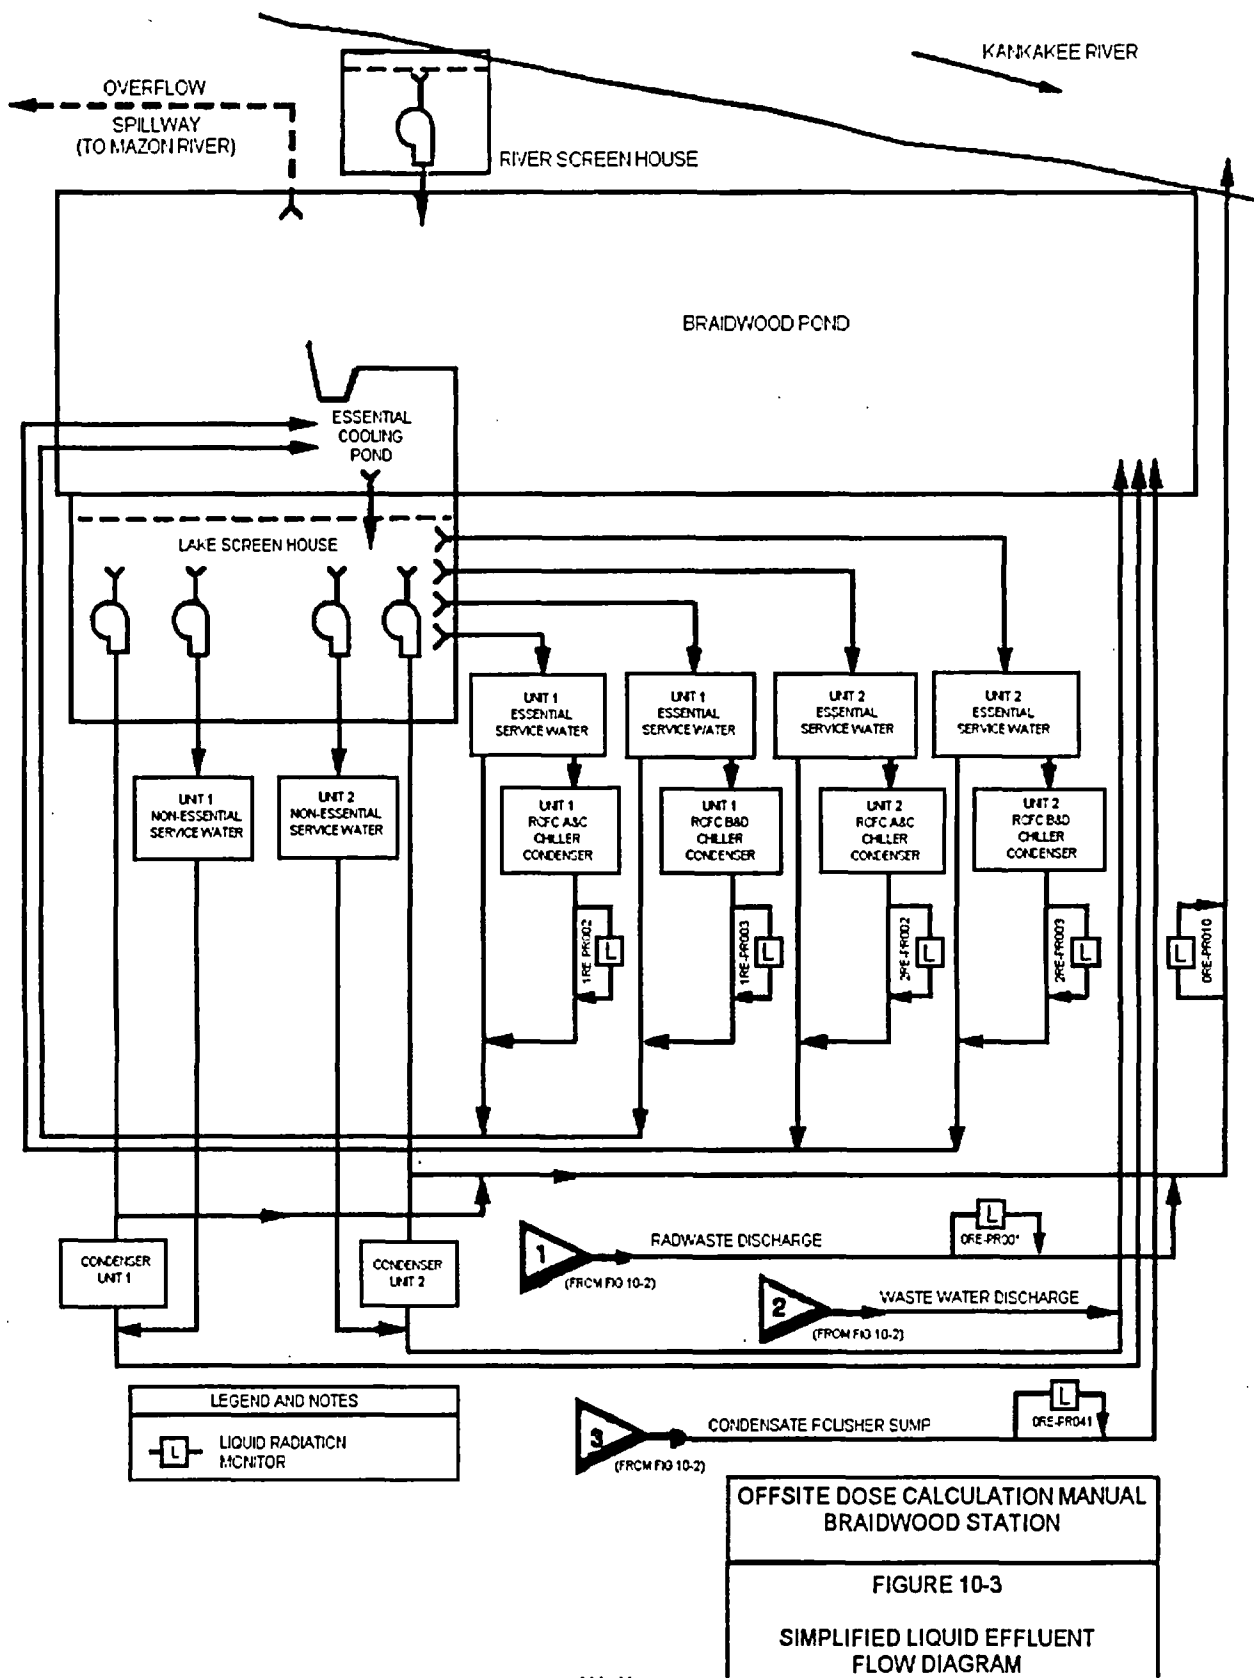 KANKAKEE RIVER
OVERFLOW
SPILLWAY
(TO MAZON RIVER)
RIVER SCREEN HOUSE
BRAIDWOOD POND
ESSENTIAL
COOLING
POND
LAKE SCREEN HOUSE
UNIT 1
ESSENTIAL
SERVICE WATER
UNIT 1
ESSENTIAL
SERVICE WATER
UNIT 2
ESSENTIAL
SERVICE WATER
UNIT 2
ESSENTIAL
SERVICE WATER
UNIT 1
NON-ESSENTIAL
SERVICE WATER
UNIT 2
NON-ESSENTIAL
SERVICE WATER
UNIT 1
RCFC A&C
CHILLER
CONDENSER
UNIT 1
RCFC B&D
CHILLER
CONDENSER
UNIT 2
RCFC A&C
CHILLER
CONDENSER
UNIT 2
RCFC B&D
CHILLER
CONDENSER
1RE-PR002
L
1RE-PR003
L
2RE-PR002
L
2RE-PR003
L
L
0RE-PR010
CONDENSER
UNIT 1
CONDENSER
UNIT 2
1
RADWASTE DISCHARGE
(FROM FIG 10-2)
L
0RE-PR001
2
WASTE WATER DISCHARGE
(FROM FIG 10-2)
3
CONDENSATE POLISHER SUMP
(FROM FIG 10-2)
L
0RE-PR041
LEGEND AND NOTES
L
LIQUID RADIATION
MONITOR
OFFSITE DOSE CALCULATION MANUAL
BRAIDWOOD STATION
FIGURE 10-3
SIMPLIFIED LIQUID EFFLUENT
FLOW DIAGRAM